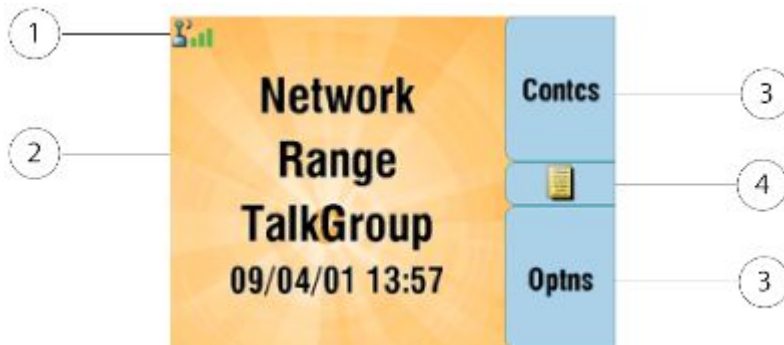 1
Contcs
3
Network
2
Range
4
TalkGroup
09/04/01 13:57
Optns
3